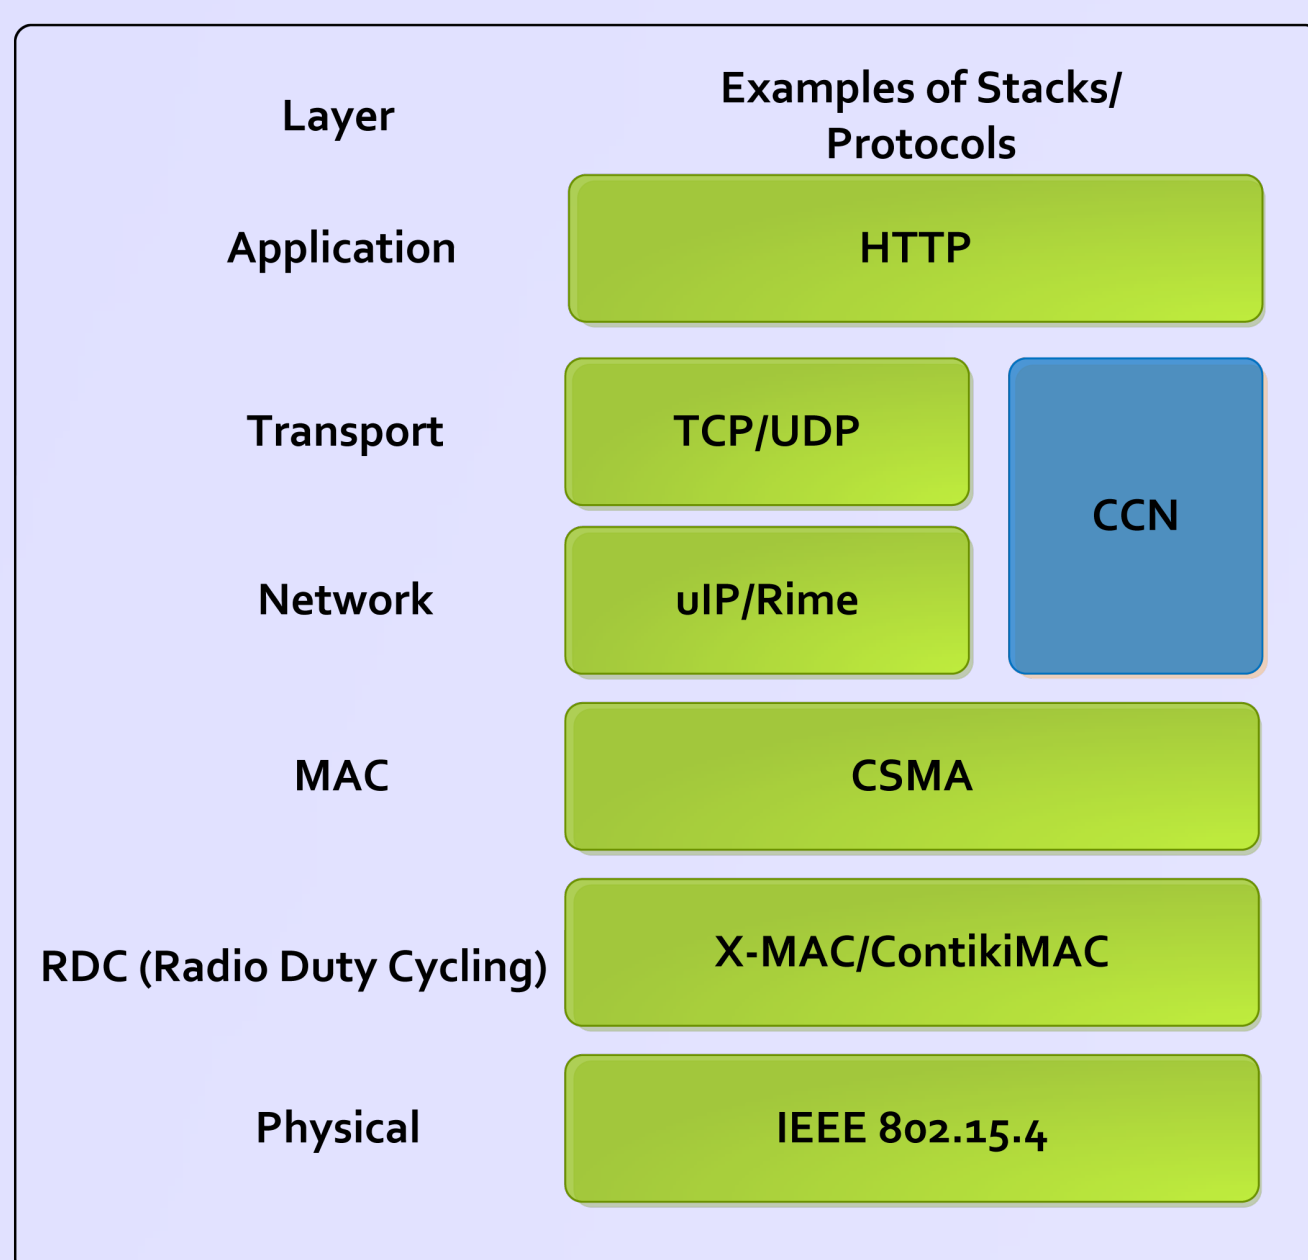 Layer
Examples of Stacks/
Protocols
Application
HTTP
Transport
TCP/UDP
CCN
Network
uIP/Rime
MAC
CSMA
RDC (Radio Duty Cycling)
X-MAC/ContikiMAC
Physical
IEEE 802.15.4